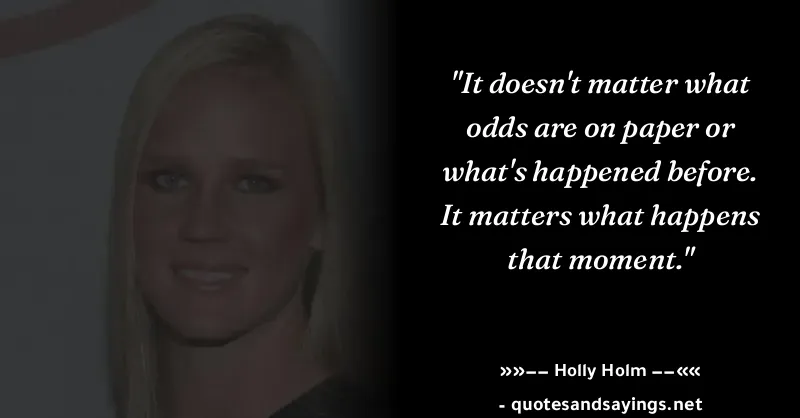 "It doesn't matter what
odds are on paper or
what's happened before.
It matters what happens
that moment."
»»–– Holly Holm ––««
- quotesandsayings.net